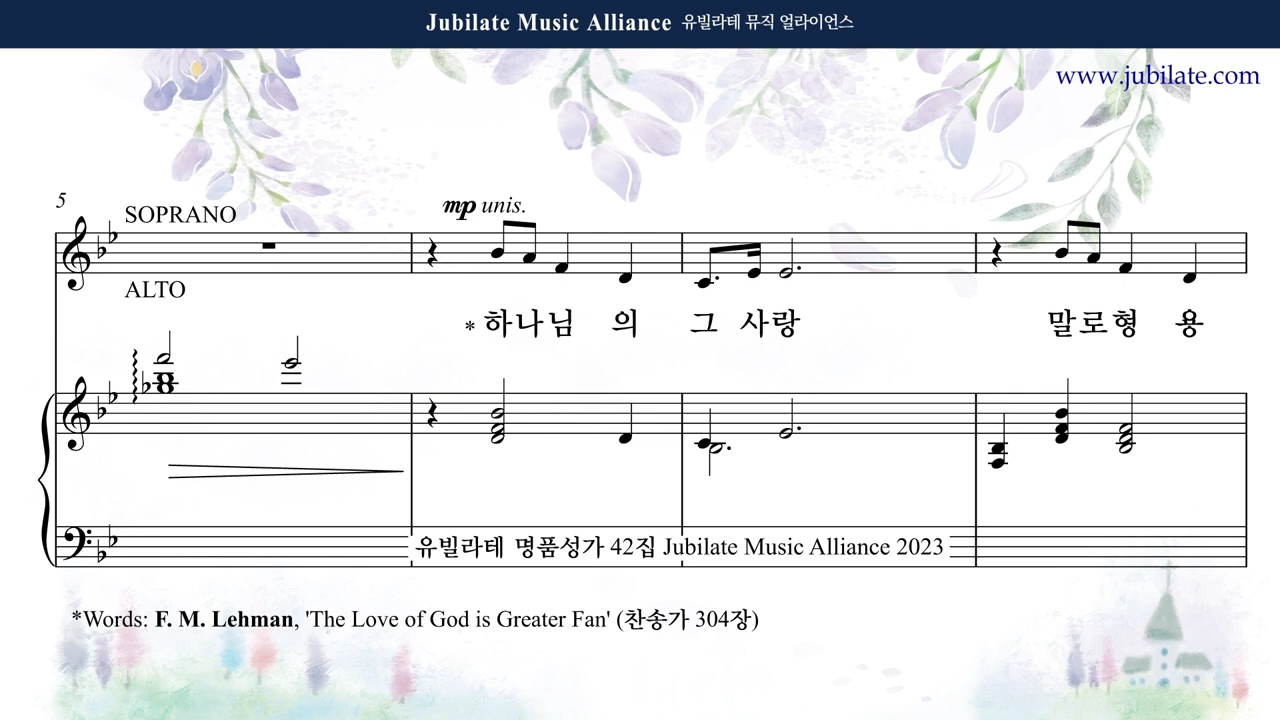 Jubilate Music Alliance 유빌라테 뮤직 얼라이언스
www.jubilate.com
5
SOPRANO
mp unis.
ALTO
* 하나님 의 그 사랑 말로형 용
유빌라테 명품성가 42집 Jubilate Music Alliance 2023
*Words: F. M. Lehman, 'The Love of God is Greater Fan' (찬송가 304장)